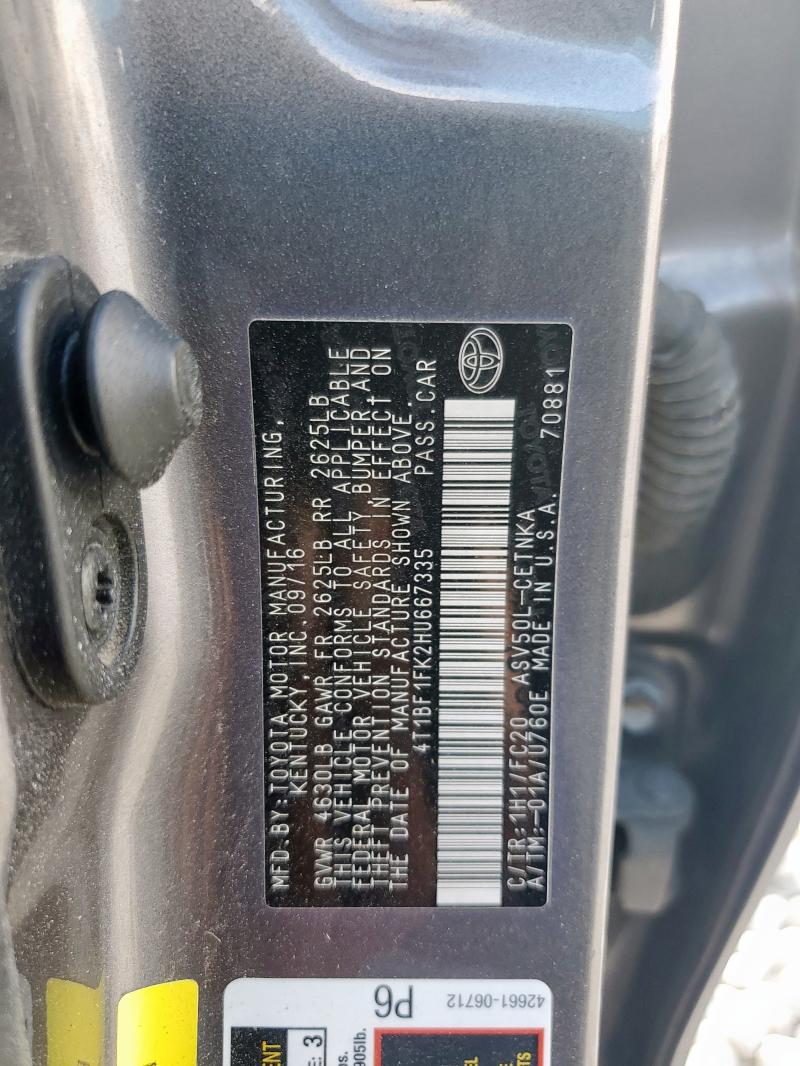 MFD.BY:TOYOTA MOTOR MANUFACTURING,
KENTUCKY,INC.09/16
GVWR 4630LB GAWR FR 2625LB RR 2625LB
THIS VEHICLE CONFORMS TO ALL APPLICABLE
FEDERAL MOTOR VEHICLE SAFETY BUMPER,AND
THEFT PREVENTION STANDARDS IN EFFECT ON
THE DATE OF MANUFACTURE SHOWN ABOVE.
4T1BF1FK2HU667335 PASS.CAR
C/TR:1H1/FC20 ASV50L-CETNKA
A/TM:-01A/U760E MADE IN U.S.A. 70881
P6
42661-06712
3
905lb.